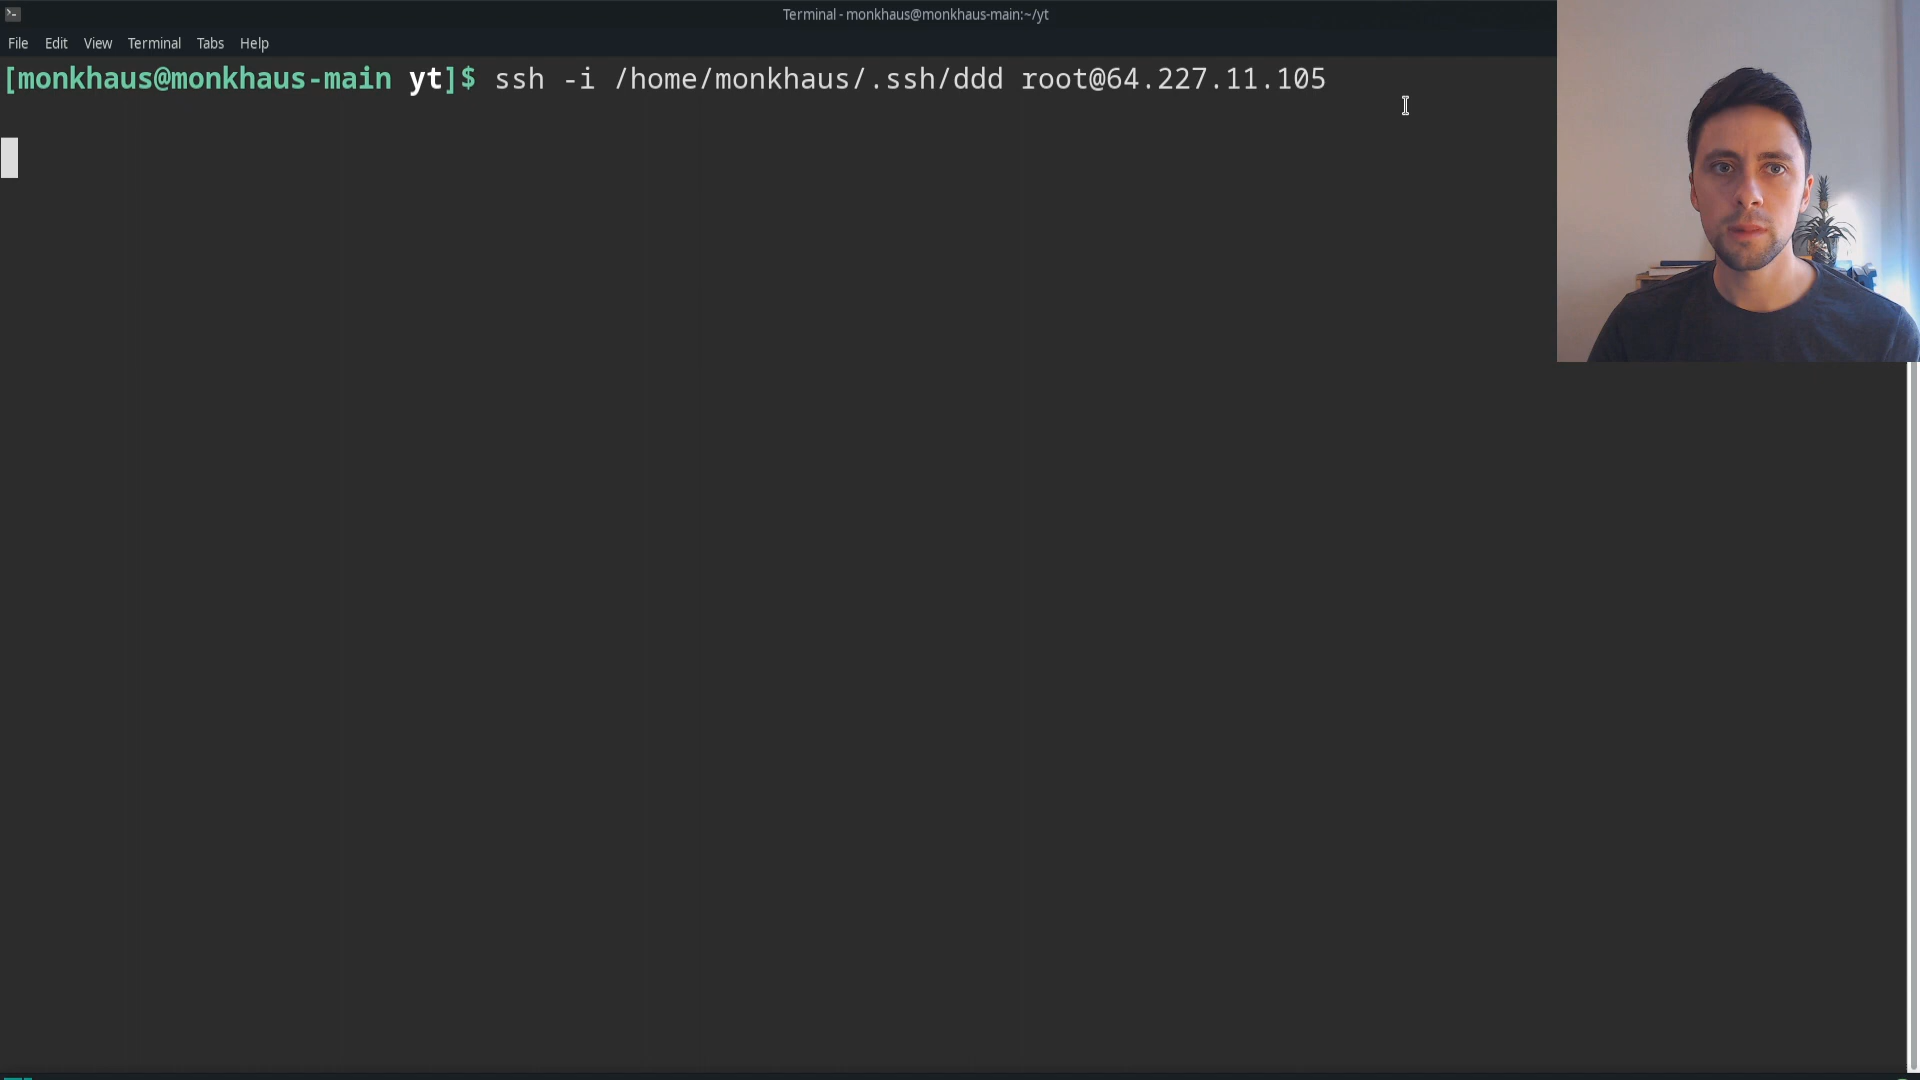 Terminal - monkhaus@monkhaus-main:~/yt
File Edit View Terminal Tabs Help
[monkhaus@monkhaus-main yt]$ ssh -i /home/monkhaus/.ssh/ddd root@64.227.11.105